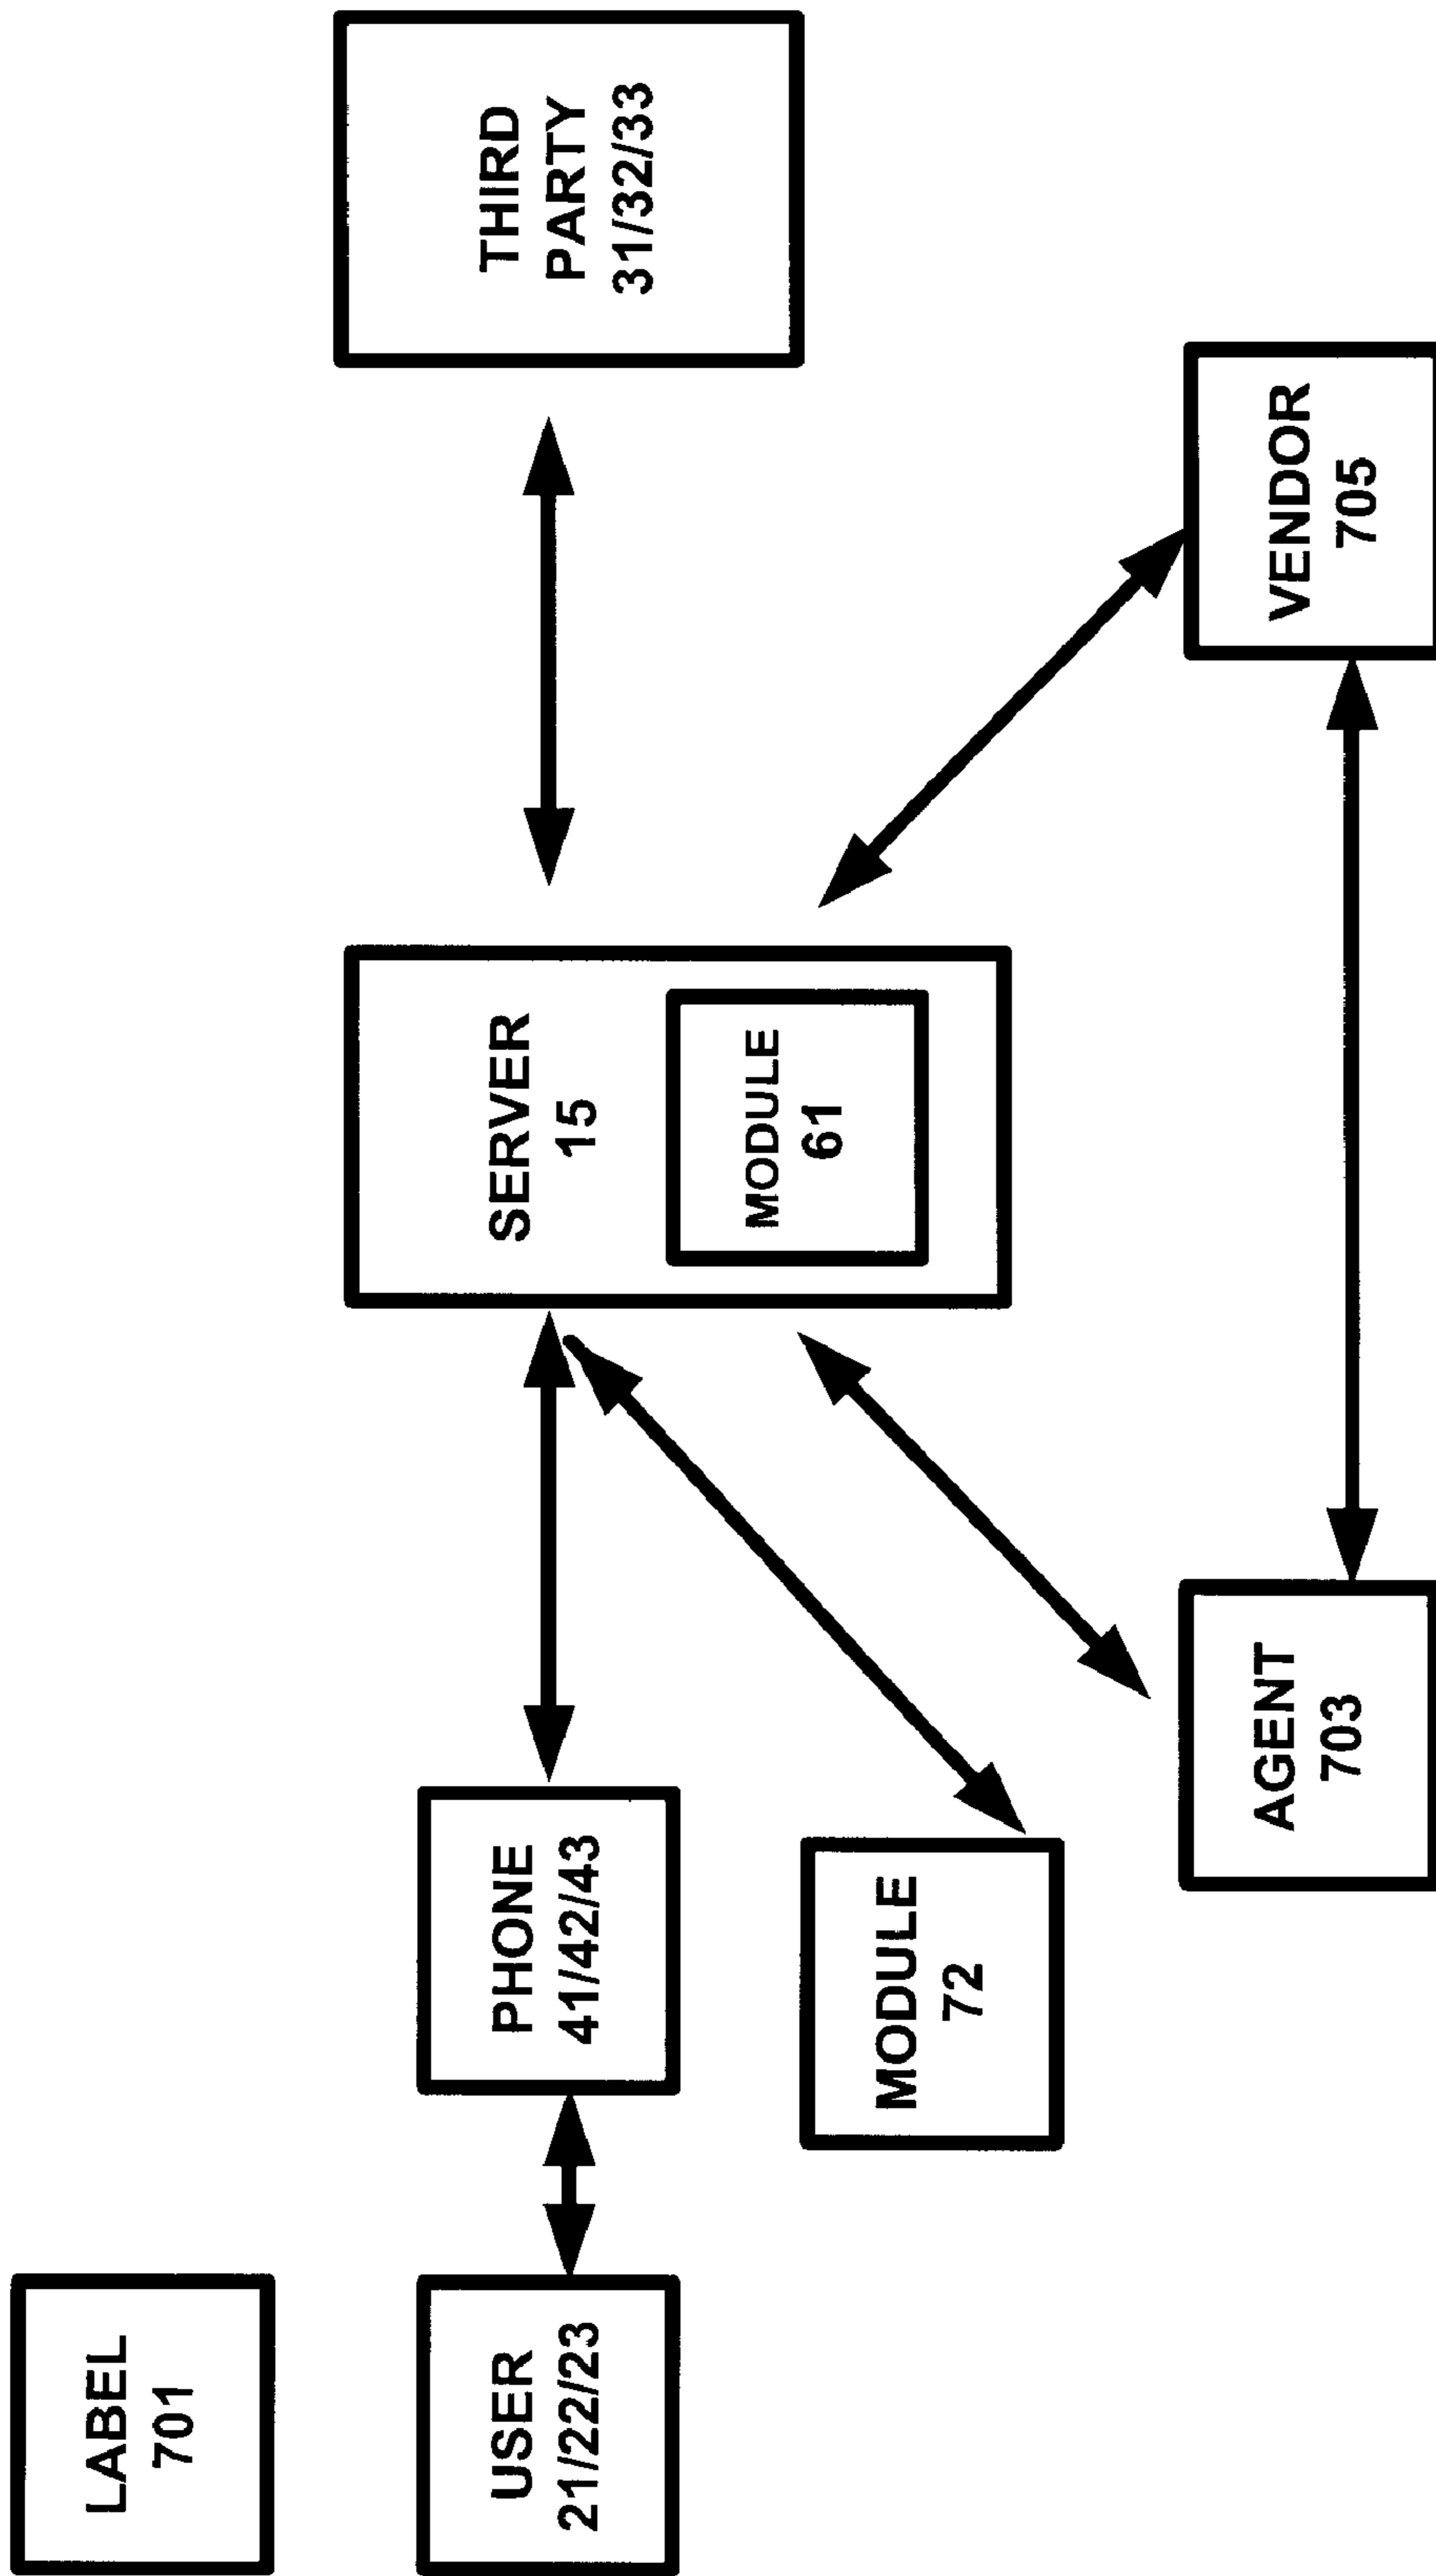 LABEL
701
USER
21/22/23
PHONE
41/42/43
MODULE
72
AGENT
703
SERVER
15
MODULE
61
THIRD
PARTY
31/32/33
VENDOR
705